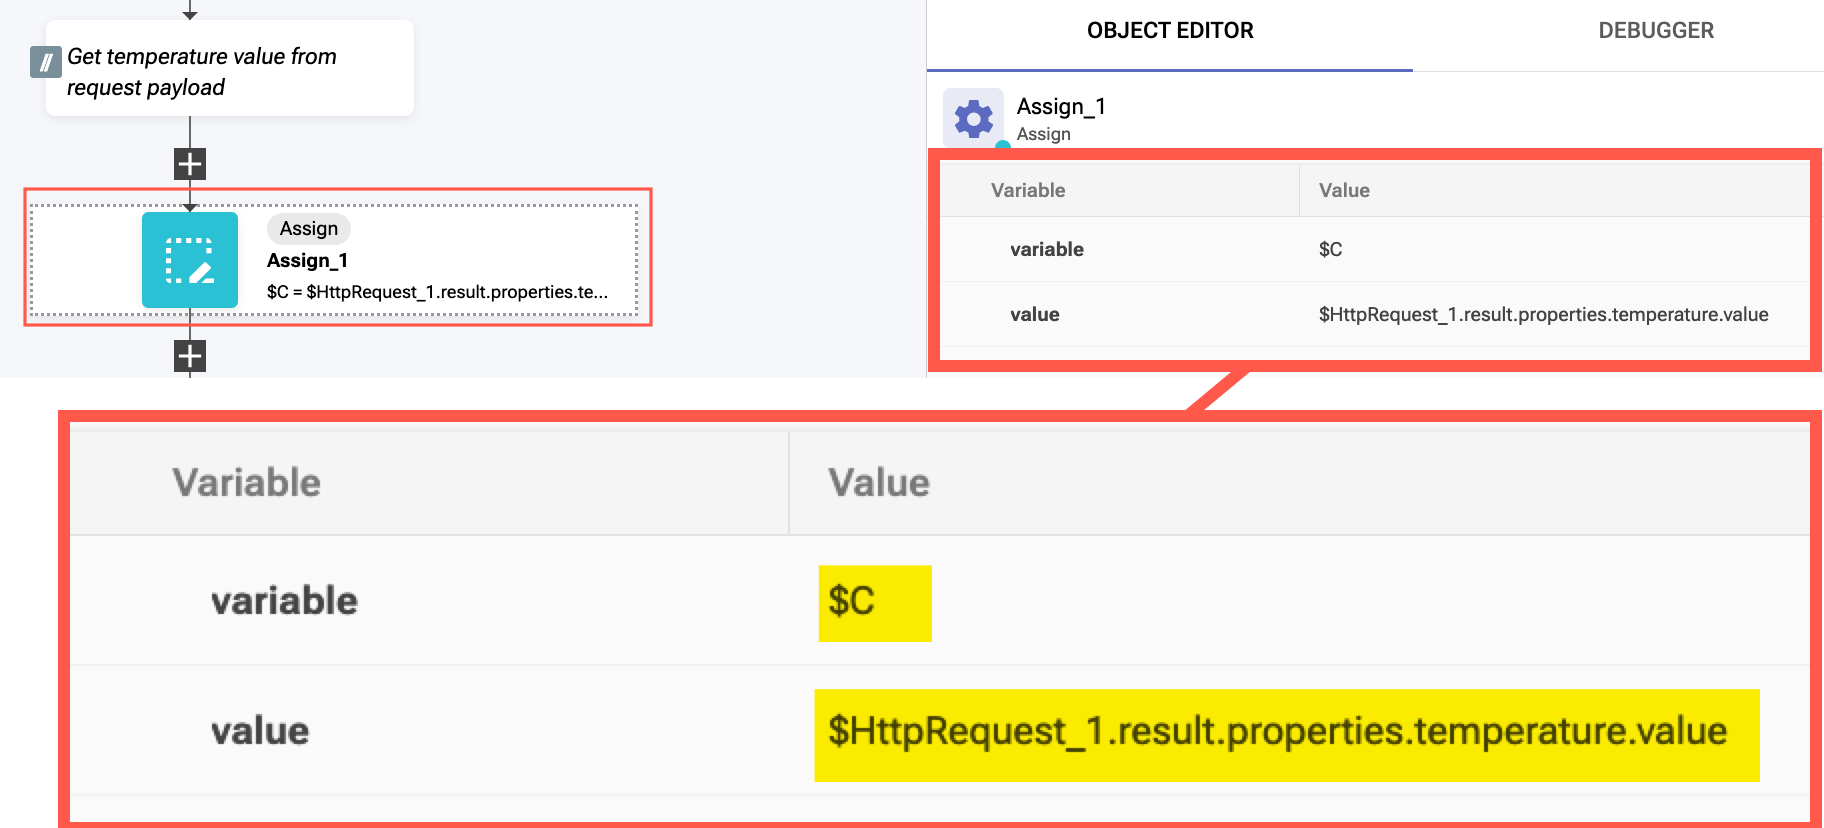 Get temperature value from
request payload
Assign
Assign_1
$C = $HttpRequest_1.result.properties.te...
OBJECT EDITOR
DEBUGGER
Assign_1
Assign
Variable
Value
variable
$C
value
$HttpRequest_1.result.properties.temperature.value
Variable
Value
variable
$C
value
$HttpRequest_1.result.properties.temperature.value